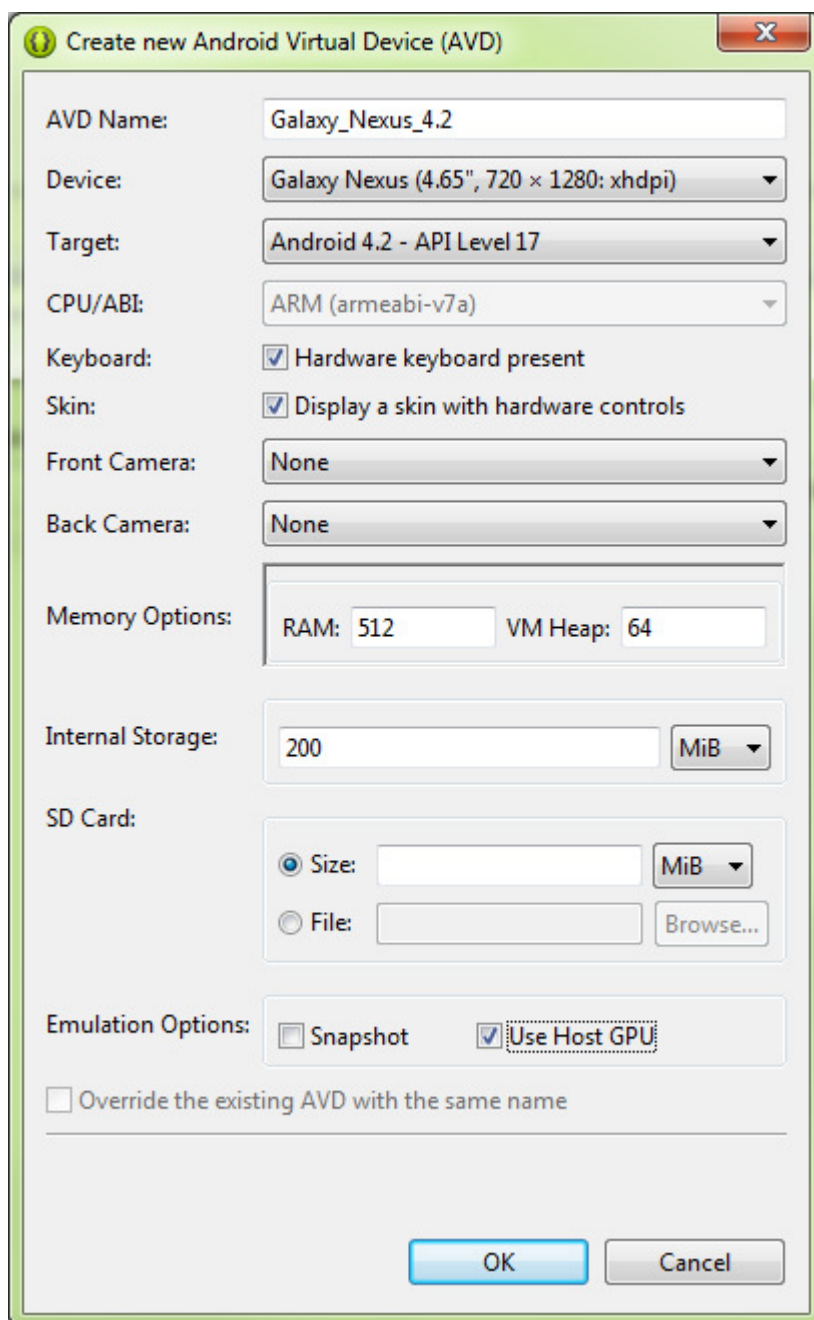 Create new Android Virtual Device (AVD)
AVD Name: Galaxy_Nexus_4.2
Device: Galaxy Nexus (4.65", 720 × 1280: xhdpi)
Target: Android 4.2 - API Level 17
CPU/ABI: ARM (armeabi-v7a)
Keyboard: Hardware keyboard present
Skin: Display a skin with hardware controls
Front Camera: None
Back Camera: None
Memory Options: RAM: 512 VM Heap: 64
Internal Storage: 200 MiB
SD Card:
Size: MiB
File: Browse...
Emulation Options: Snapshot Use Host GPU
Override the existing AVD with the same name
OK Cancel